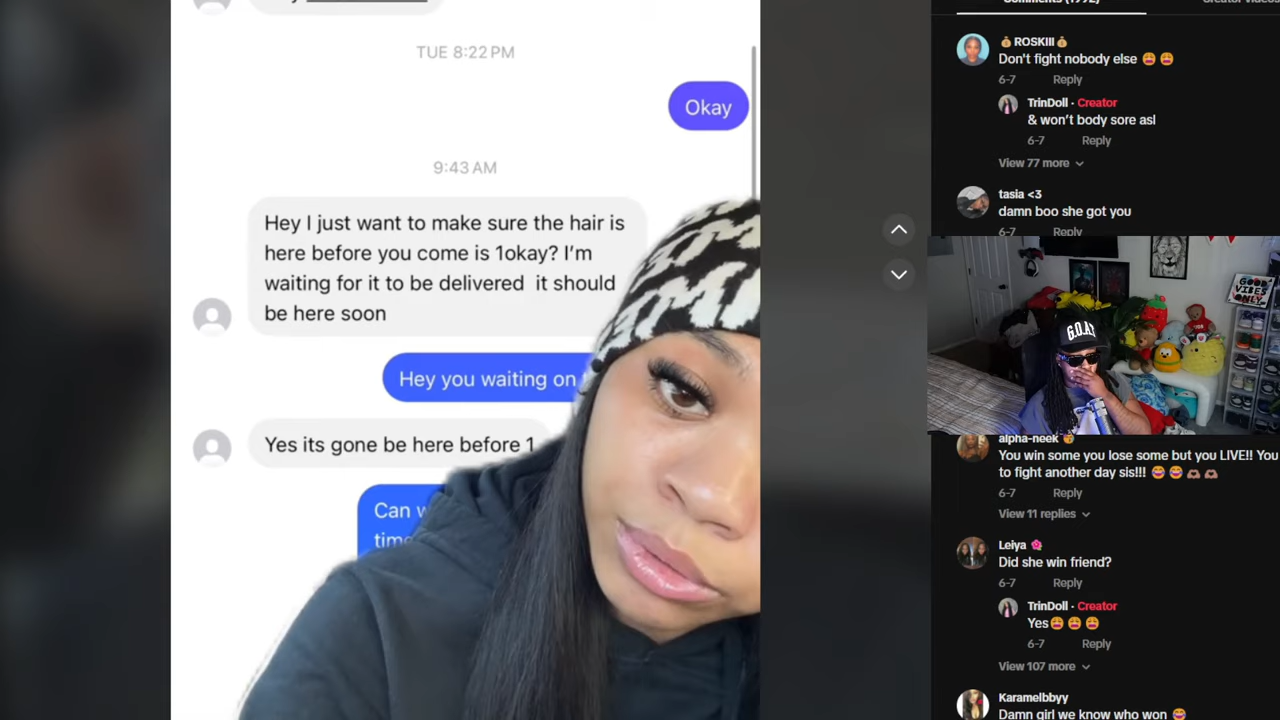 TUE 8:22 PM
Okay
9:43 AM
Hey I just want to make sure the hair is
here before you come is 1okay? I'm
waiting for it to be delivered it should
be here soon
Hey you waiting on
Yes its gone be here before 1
Can
💰 ROSKIII💰
Don't fight nobody else 😩 😩
6-7 Reply
TrinDoll · Creator
& won't body sore asl
6-7 Reply
View 77 more
tasia <3
damn boo she got you
6-7 Reply
G.O.A.T
GOOD
VIBES
ONLY
alpha-neek
You win some you lose some but you LIVE!! You
to fight another day sis!!! 😂 😂 🫶🏽 🫶🏽
6-7 Reply
View 11 replies
Leiya 🌺
Did she win friend?
6-7 Reply
TrinDoll · Creator
Yes😩 😩 😩
6-7 Reply
View 107 more
Karamelbbyy
Damn girl we know who won 😂